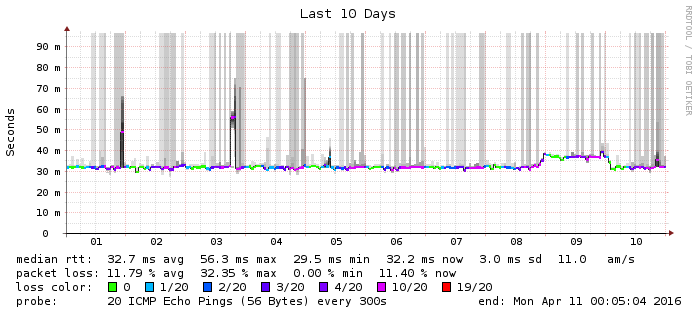 Last 10 Days
RRDTOOL / TOBI OETIKER
Seconds
90 m
80 m
70 m
60 m
50 m
40 m
30 m
20 m
10 m
0
01 02 03 04 05 06 07 08 09 10
median rtt: 32.7 ms avg 56.3 ms max 29.5 ms min 32.2 ms now 3.0 ms sd 11.0 am/s
packet loss: 11.79 % avg 32.35 % max 0.00 % min 11.40 % now
loss color: 0 1/20 2/20 3/20 4/20 10/20 19/20
probe: 20 ICMP Echo Pings (56 Bytes) every 300s end: Mon Apr 11 00:05:04 2016